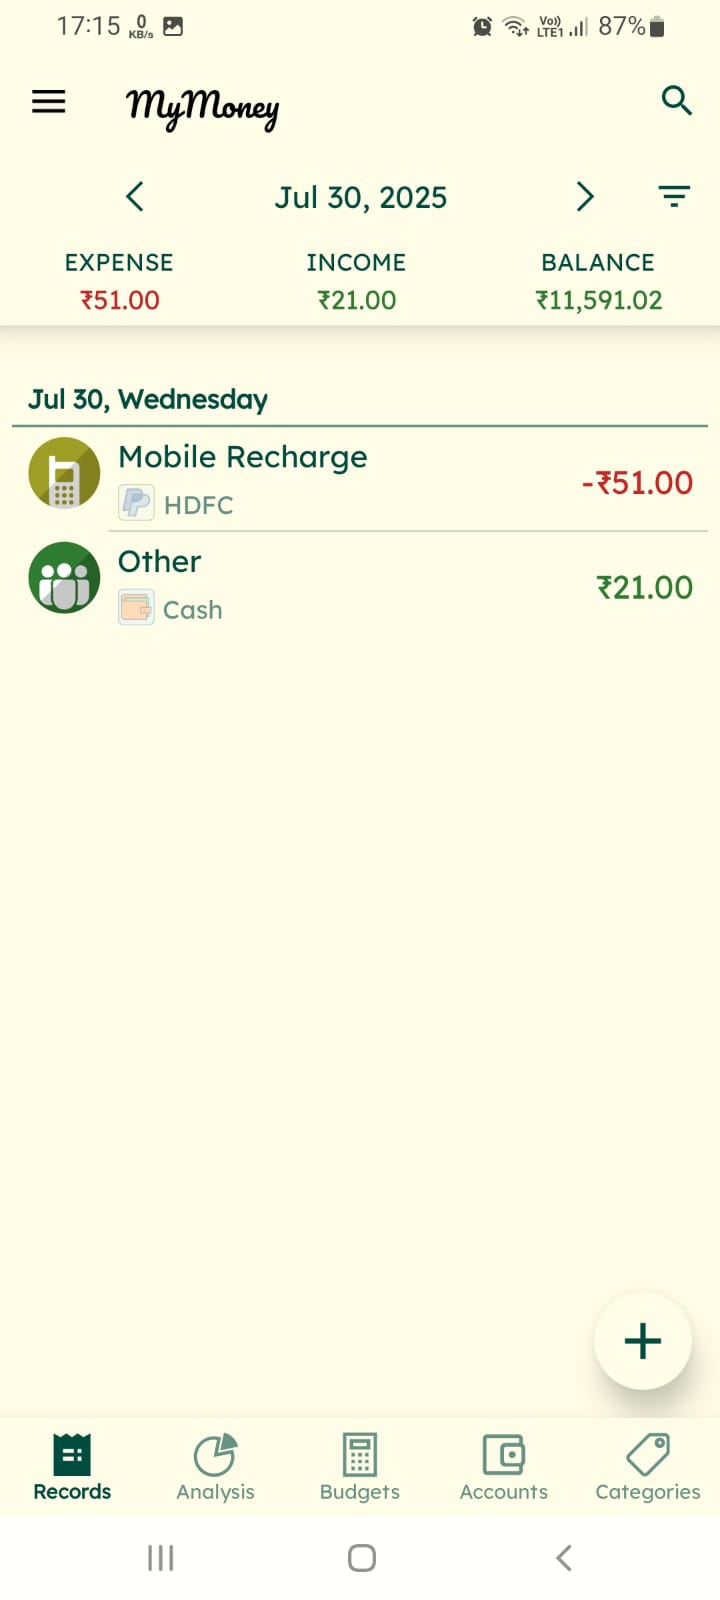 17:15 0 KB/s Vo)) LTE1 87%
MyMoney
Jul 30, 2025
EXPENSE INCOME BALANCE
₹51.00 ₹21.00 ₹11,591.02
Jul 30, Wednesday
Mobile Recharge
-₹51.00
HDFC
Other
₹21.00
Cash
Records Analysis Budgets Accounts Categories